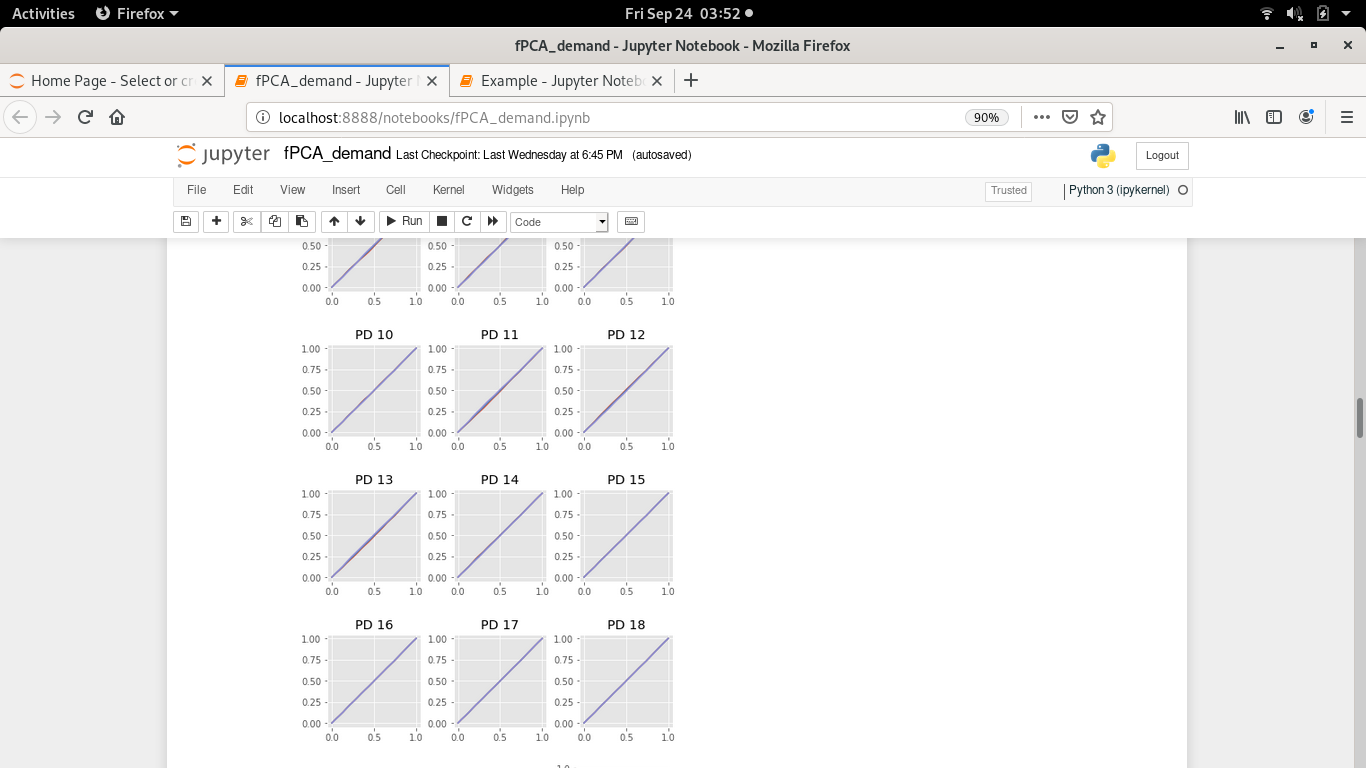 Activities Firefox Fri Sep 24 03:52
fPCA_demand - Jupyter Notebook - Mozilla Firefox
Home Page - Select or cr fPCA_demand - Jupyter Example - Jupyter Noteb
localhost:8888/notebooks/fPCA_demand.ipynb 90%
jupyter fPCA_demand Last Checkpoint: Last Wednesday at 6:45 PM (autosaved) Logout
File Edit View Insert Cell Kernel Widgets Help Trusted Python 3 (ipykernel)
Run Code
0.50 0.50 0.50
0.25 0.25 0.25
0.00 0.00 0.00
0.0 0.5 1.0 0.0 0.5 1.0 0.0 0.5 1.0
PD 10 PD 11 PD 12
1.00 1.00 1.00
0.75 0.75 0.75
0.50 0.50 0.50
0.25 0.25 0.25
0.00 0.00 0.00
0.0 0.5 1.0 0.0 0.5 1.0 0.0 0.5 1.0
PD 13 PD 14 PD 15
1.00 1.00 1.00
0.75 0.75 0.75
0.50 0.50 0.50
0.25 0.25 0.25
0.00 0.00 0.00
0.0 0.5 1.0 0.0 0.5 1.0 0.0 0.5 1.0
PD 16 PD 17 PD 18
1.00 1.00 1.00
0.75 0.75 0.75
0.50 0.50 0.50
0.25 0.25 0.25
0.00 0.00 0.00
0.0 0.5 1.0 0.0 0.5 1.0 0.0 0.5 1.0